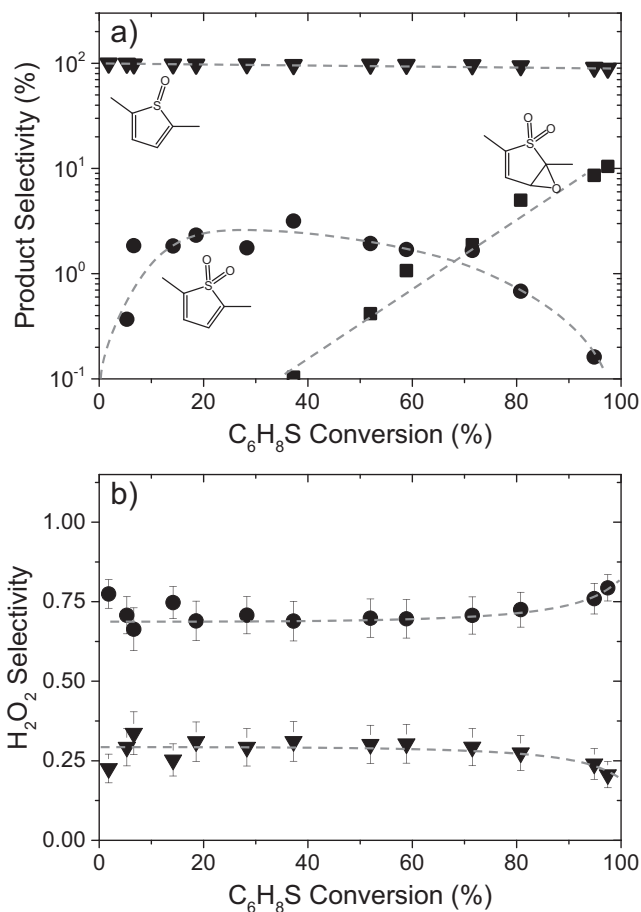 a)
Product Selectivity (%)
10²
10¹
10⁰
10⁻¹
O
S
O
O
S
O
O
O
S
0
20
40
60
80
100
C₆H₈S Conversion (%)
b)
H₂O₂ Selectivity
1.00
0.75
0.50
0.25
0.00
0
20
40
60
80
100
C₆H₈S Conversion (%)